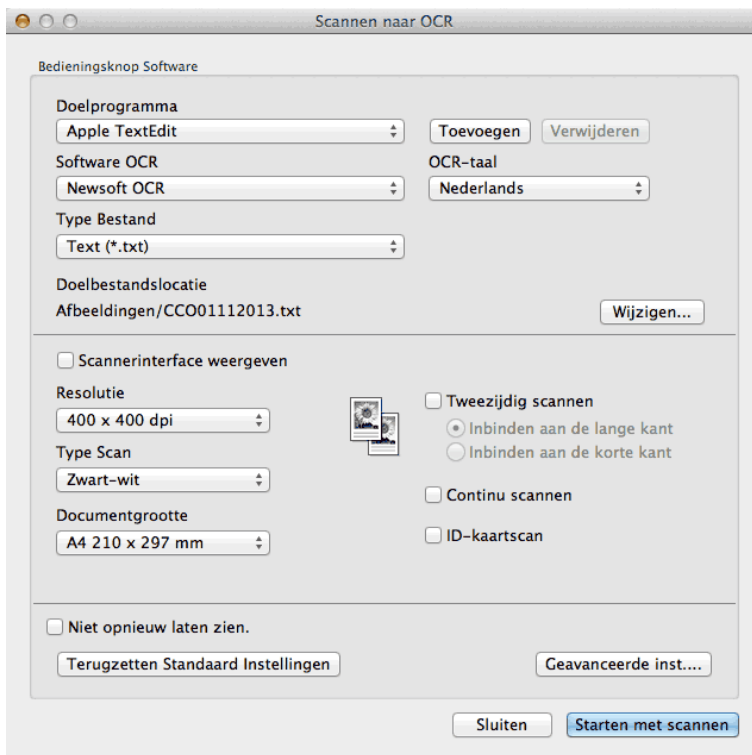 Scannen naar OCR
Bedieningsknop Software
Doelprogramma
Apple TextEdit
Toevoegen
Verwijderen
Software OCR
OCR-taal
Newsoft OCR
Nederlands
Type Bestand
Text (*.txt)
Doelbestandslocatie
Afbeeldingen/CCO01112013.txt
Wijzigen...
Scannerinterface weergeven
Resolutie
400 x 400 dpi
Type Scan
Zwart-wit
Documentgrootte
A4 210 x 297 mm
Tweezijdig scannen
Inbinden aan de lange kant
Inbinden aan de korte kant
Continu scannen
ID-kaartscan
Niet opnieuw laten zien.
Terugzetten Standaard Instellingen
Geavanceerde inst....
Sluiten
Starten met scannen